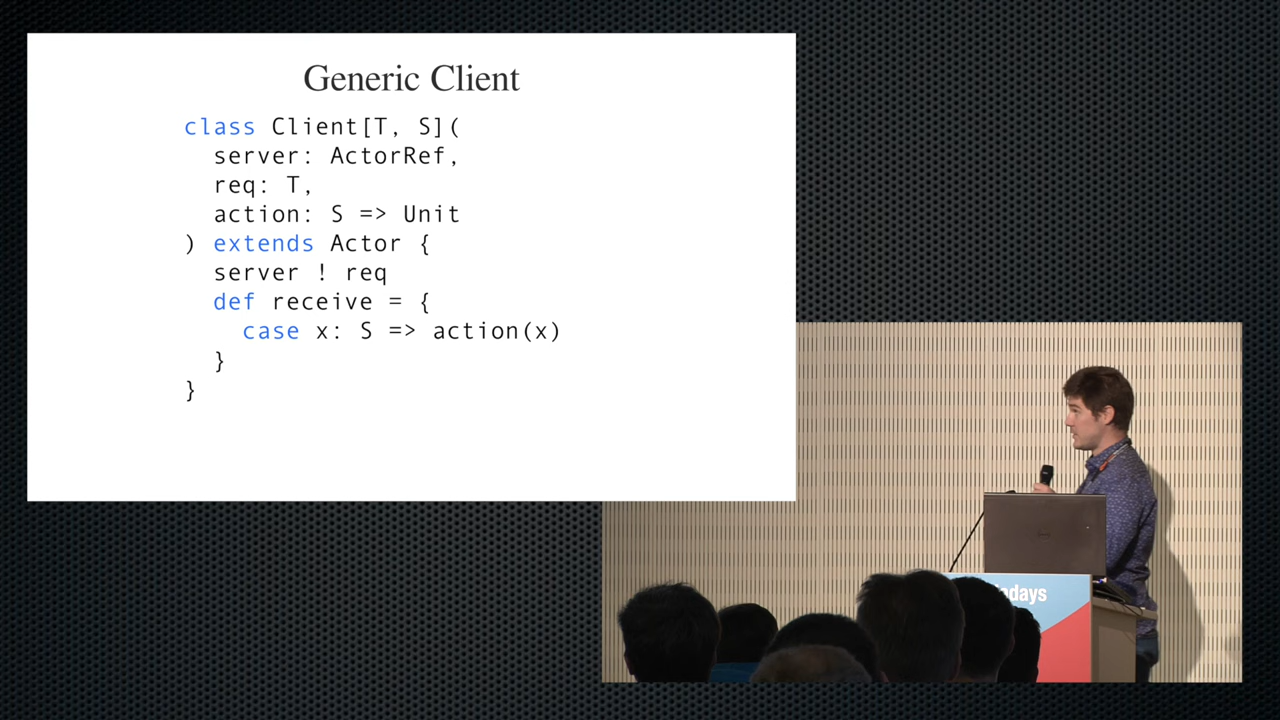 Generic Client
class Client[T, S](
  server: ActorRef,
  req: T,
  action: S => Unit
) extends Actor {
  server ! req
  def receive = {
    case x: S => action(x)
  }
}